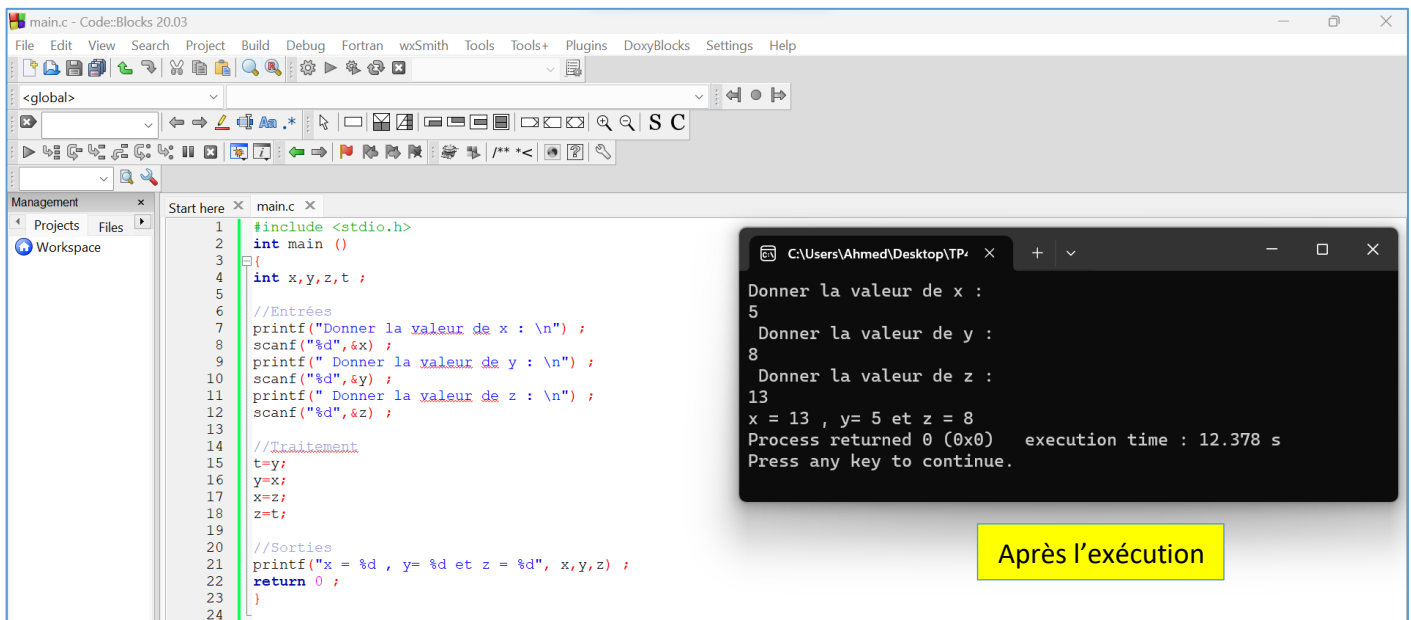 main.c - Code::Blocks 20.03
File Edit View Search Project Build Debug Fortran wxSmith Tools Tools+ Plugins DoxyBlocks Settings Help
<global>
Aa .* S C
/** *<
Management ×
Projects Files
Workspace
Start here × main.c ×
1 #include <stdio.h>
2 int main ()
3 {
4 int x,y,z,t ;
5
6 //Entrées
7 printf("Donner la valeur de x : \n") ;
8 scanf("%d",&x) ;
9 printf(" Donner la valeur de y : \n") ;
10 scanf("%d",&y) ;
11 printf(" Donner la valeur de z : \n") ;
12 scanf("%d",&z) ;
13
14 //Traitement
15 t=y;
16 y=x;
17 x=z;
18 z=t;
19
20 //Sorties
21 printf("x = %d , y= %d et z = %d", x,y,z) ;
22 return 0 ;
23 }
24
C:\Users\Ahmed\Desktop\TP4 ×
Donner la valeur de x :
5
Donner la valeur de y :
8
Donner la valeur de z :
13
x = 13 , y= 5 et z = 8
Process returned 0 (0x0) execution time : 12.378 s
Press any key to continue.
Après l'exécution